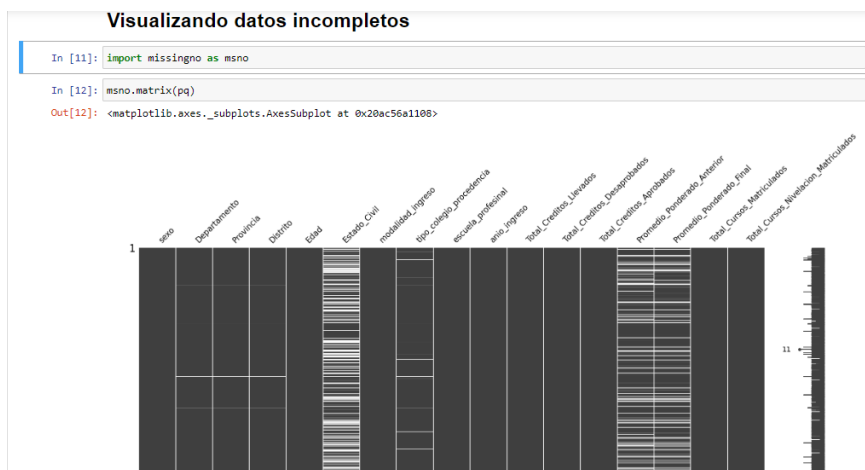 Visualizando datos incompletos
In [11]: import missingno as msno
In [12]: msno.matrix(pq)
Out[12]: <matplotlib.axes._subplots.AxesSubplot at 0x20ac56a1108>
sexo
Departamento
Provincia
Distrito
Edad
Estado_Civil
modalidad_ingreso
tipo_colegio_procedencia
escuela_profesinal
anio_ingreso
Total_Creditos_Llevados
Total_Creditos_Desaprobados
Total_Creditos_Aprobados
Promedio_Ponderado_Anterior
Promedio_Ponderado_Final
Total_Cursos_Matriculados
Total_Cursos_Nivelacion_Matriculados
1
11